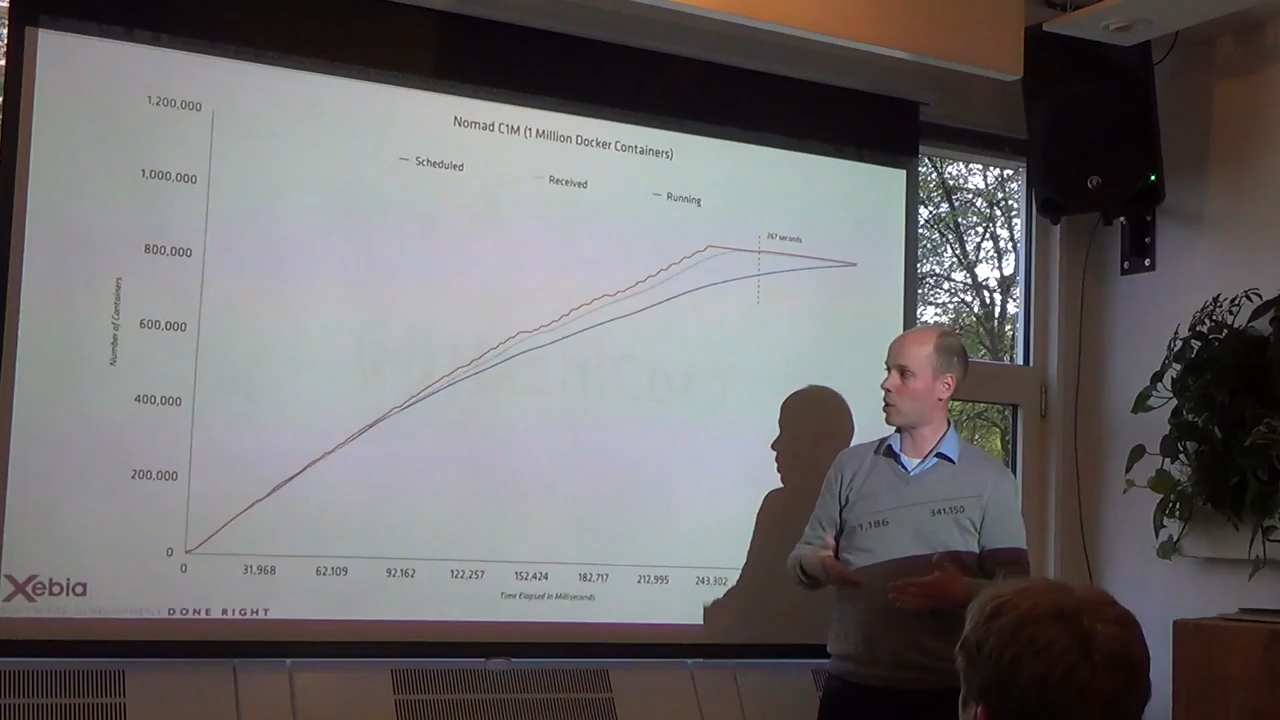 Nomad C1M (1 Million Docker Containers)
Scheduled Received Running
1,200,000
1,000,000
800,000
600,000
400,000
200,000
0
Number of Containers
267 seconds
0 31,968 62.109 92.162 122,257 152,424 182,717 212,995 243,302 341,150
Time Elapsed In Milliseconds
Xebia
DONE RIGHT